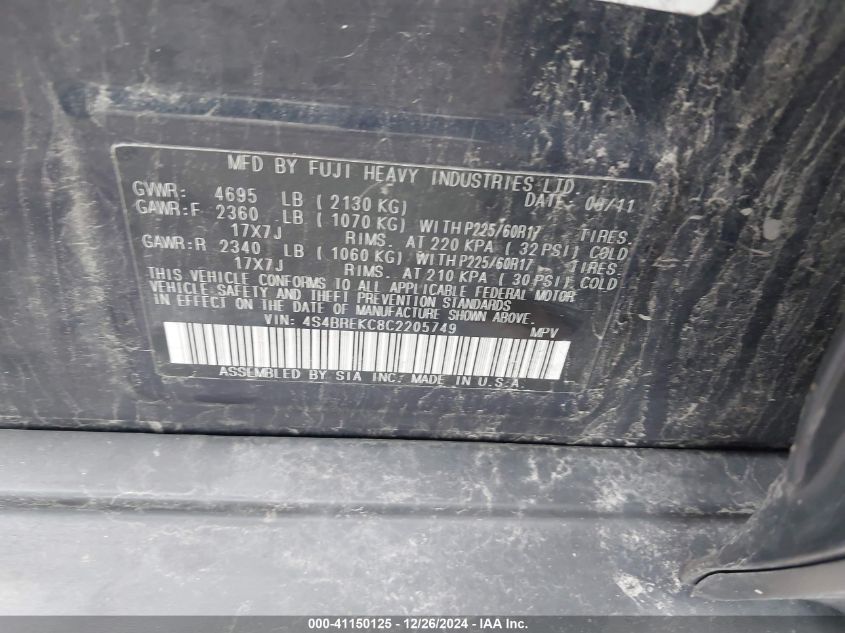 MFD BY FUJI HEAVY INDUSTRIES LTD.
GVWR: 4695 LB (2130 KG) DATE 08/11
GAWR:F 2360 LB (1070 KG) WITH P225/60R17 TIRES.
17X7J RIMS. AT 220 KPA (32 PSI) COLD
GAWR:R 2340 LB (1060 KG) WITH P225/60R17 TIRES.
17X7J RIMS. AT 210 KPA (30 PSI) COLD
THIS VEHICLE CONFORMS TO ALL APPLICABLE FEDERAL MOTOR
VEHICLE SAFETY AND THEFT PREVENTION STANDARDS
IN EFFECT ON THE DATE OF MANUFACTURE SHOWN ABOVE.
VIN: 4S4BREKC8C2205749 MPV
ASSEMBLED BY SIA INC. MADE IN U.S.A.
000-41150125 - 12/26/2024 - IAA Inc.